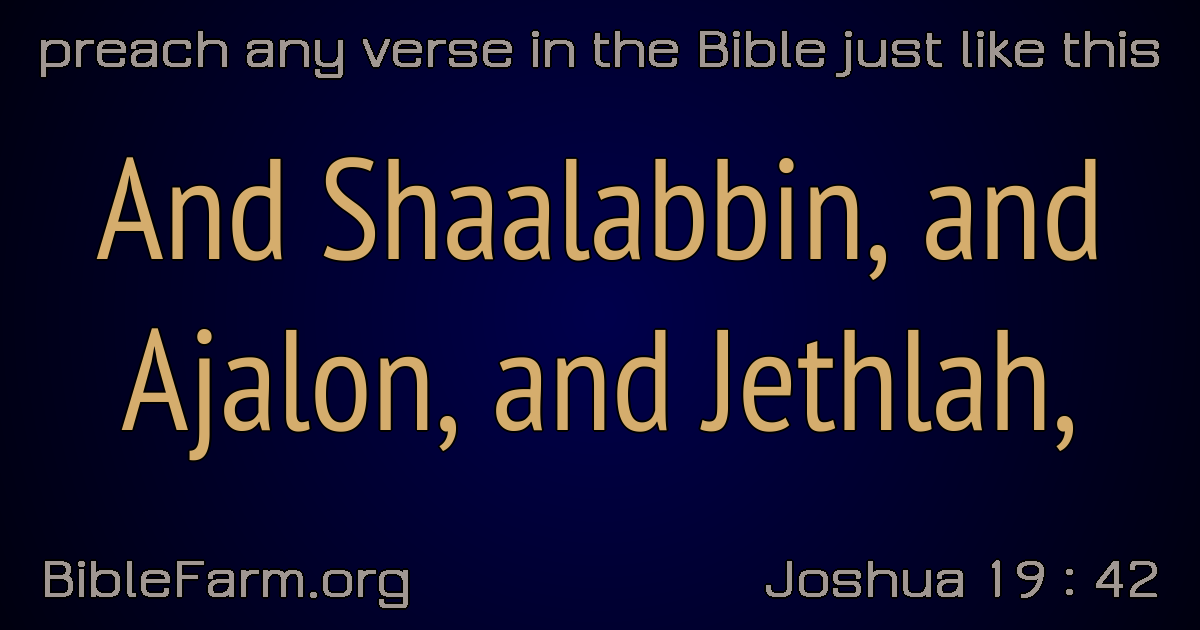 preach any verse in the Bible just like this
And Shaalabbin, and
Ajalon, and Jethlah,
BibleFarm.org
Joshua 19 : 42